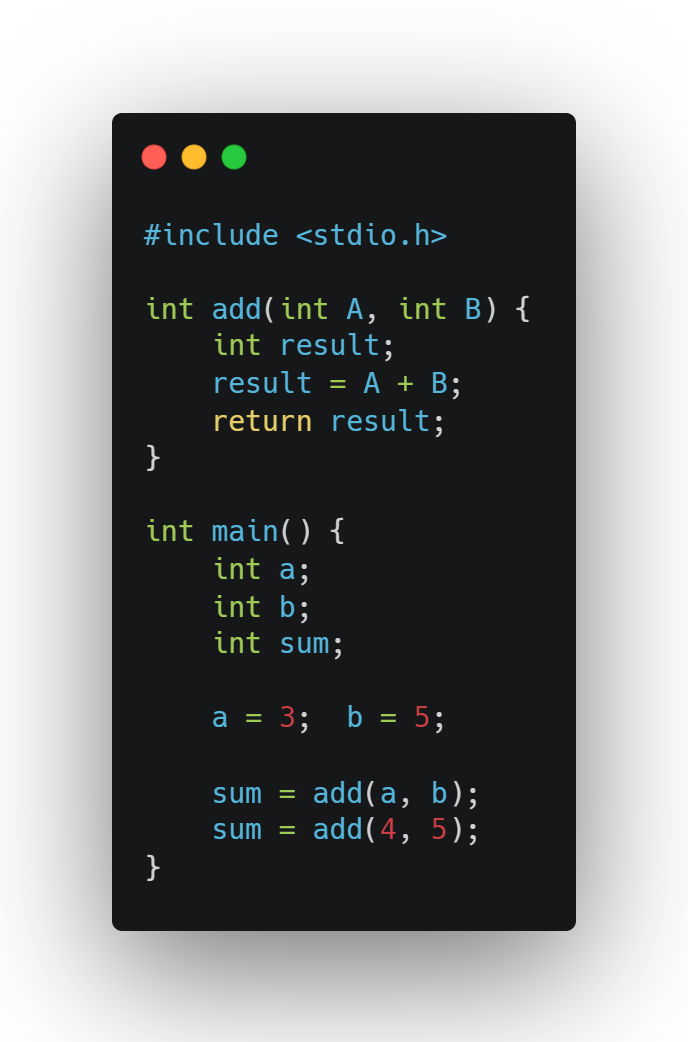 #include <stdio.h>

int add(int A, int B) {
    int result;
    result = A + B;
    return result;
}

int main() {
    int a;
    int b;
    int sum;

    a = 3;  b = 5;

    sum = add(a, b);
    sum = add(4, 5);
}